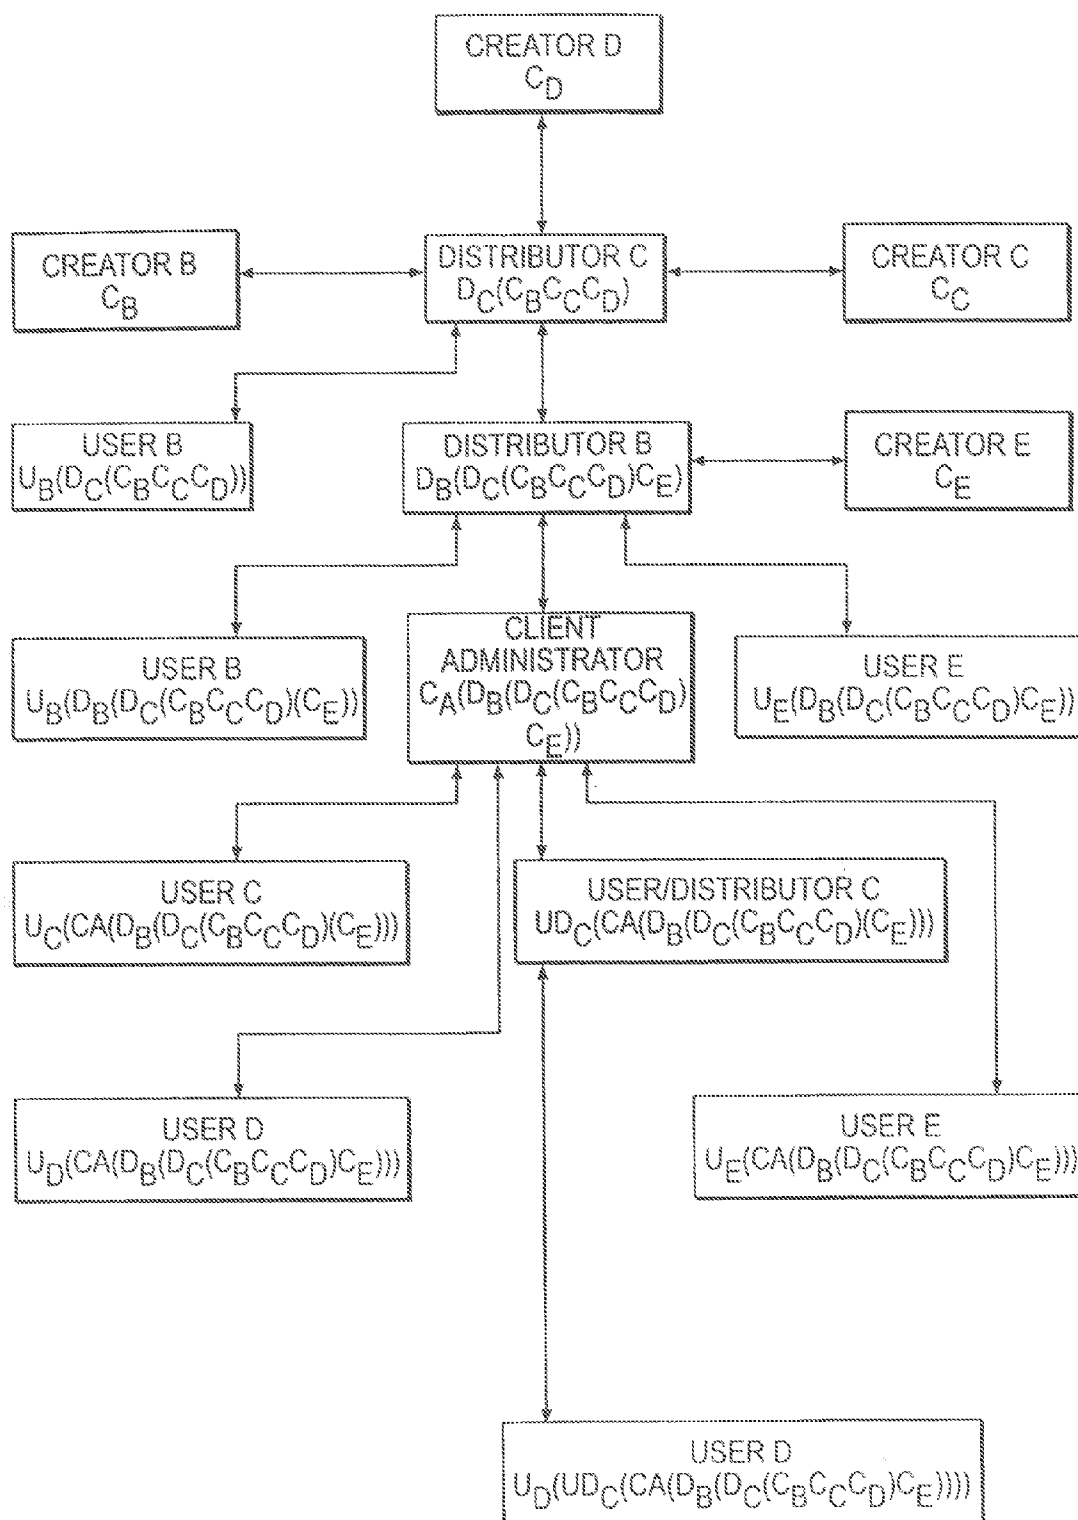 CREATOR D
C_D
CREATOR B
C_B
DISTRIBUTOR C
D_C(C_BC_CC_D)
CREATOR C
C_C
USER B
U_B(D_C(C_BC_CC_D))
DISTRIBUTOR B
D_B(D_C(C_BC_CC_D)C_E)
CREATOR E
C_E
USER B
U_B(D_B(D_C(C_BC_CC_D)(C_E))
CLIENT
ADMINISTRATOR
C_A(D_B(D_C(C_BC_CC_D)
C_E))
USER E
U_E(D_B(D_C(C_BC_CC_D)C_E))
USER C
U_C(CA(D_B(D_C(C_BC_CC_D)(C_E)))
USER/DISTRIBUTOR C
UD_C(CA(D_B(D_C(C_BC_CC_D)(C_E)))
USER D
U_D(CA(D_B(D_C(C_BC_CC_D)C_E)))
USER E
U_E(CA(D_B(D_C(C_BC_CC_D)C_E)))
USER D
U_D(UD_C(CA(D_B(D_C(C_BC_CC_D)C_E))))